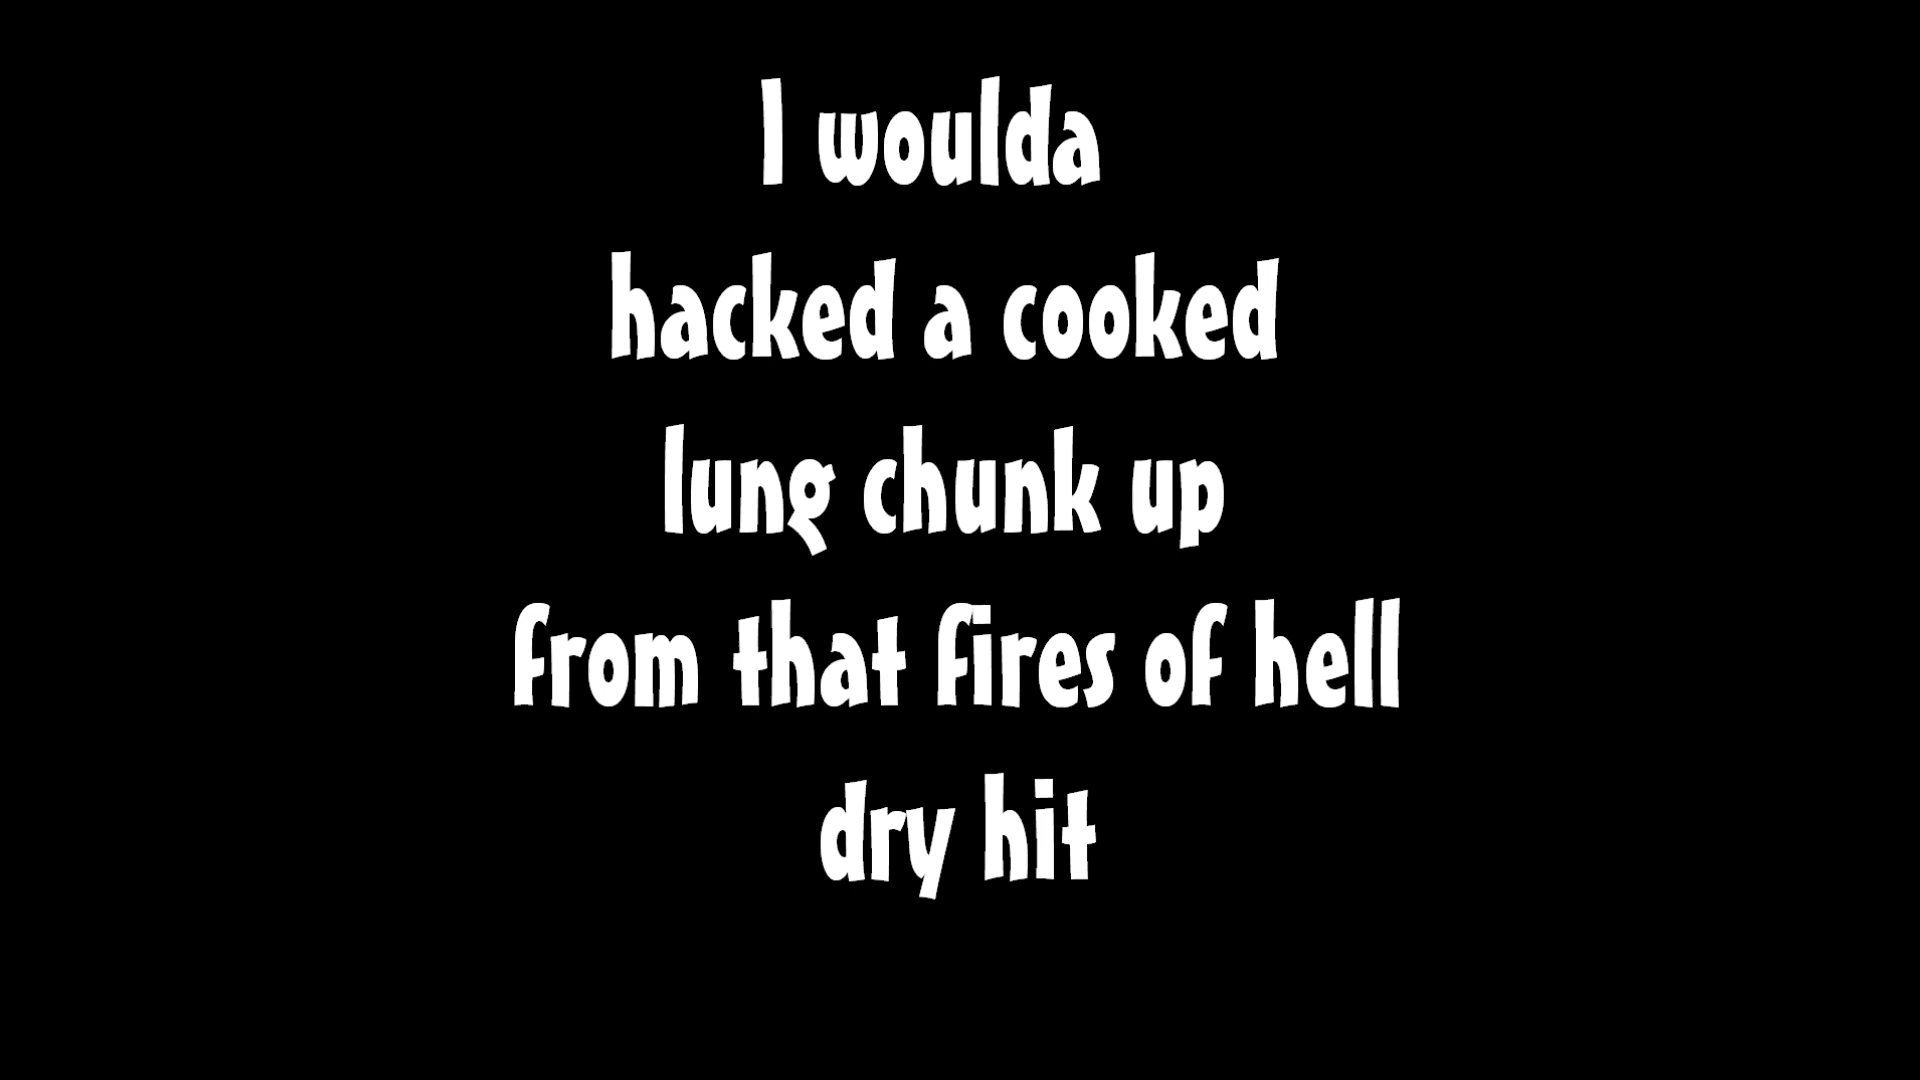 I woulda
hacked a cooked
lung chunk up
from that fires of hell
dry hit